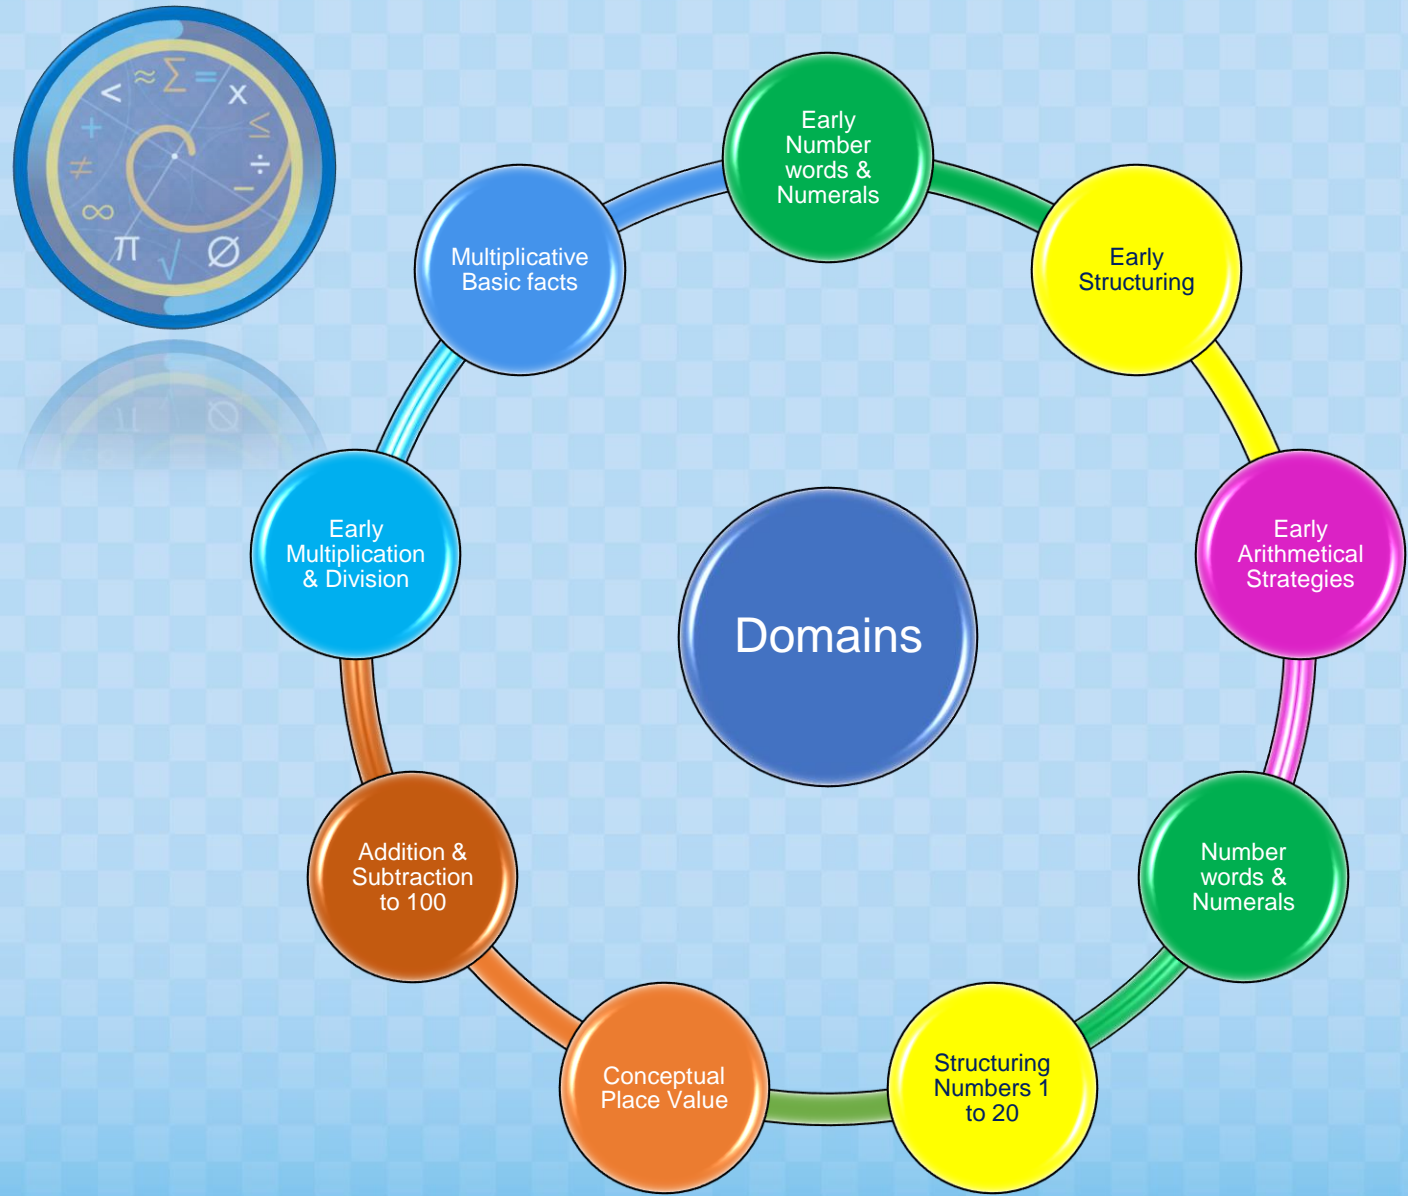 < ≈ Σ = x
+ ≤
≠ ÷
∞ −
π √ Ø
Early
Number
words &
Numerals
Early
Structuring
Early
Arithmetical
Strategies
Number
words &
Numerals
Structuring
Numbers 1
to 20
Conceptual
Place Value
Addition &
Subtraction
to 100
Early
Multiplication
& Division
Multiplicative
Basic facts
Domains